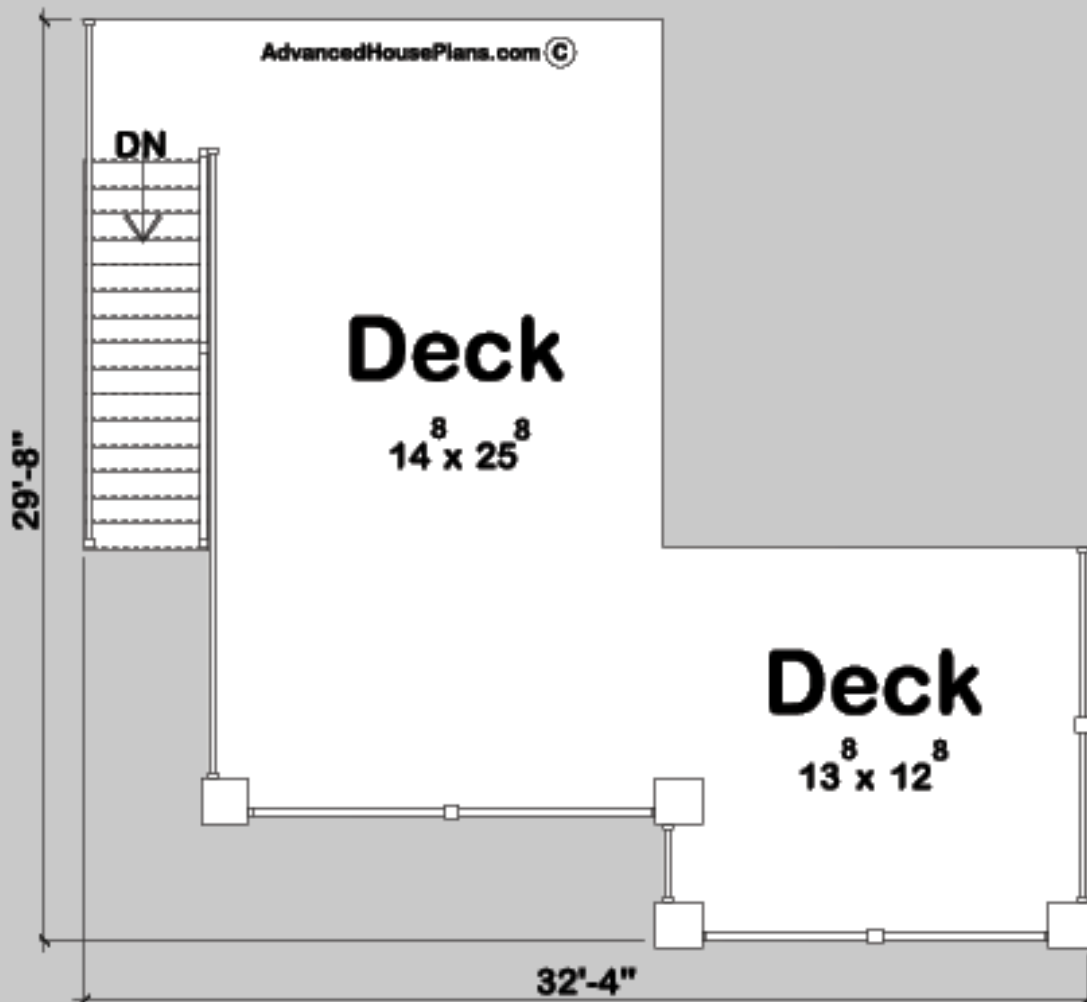 AdvancedHousePlans.com ©
DN
Deck
14⁸ x 25⁸
29'-8"
Deck
13⁸ x 12⁸
32'-4"